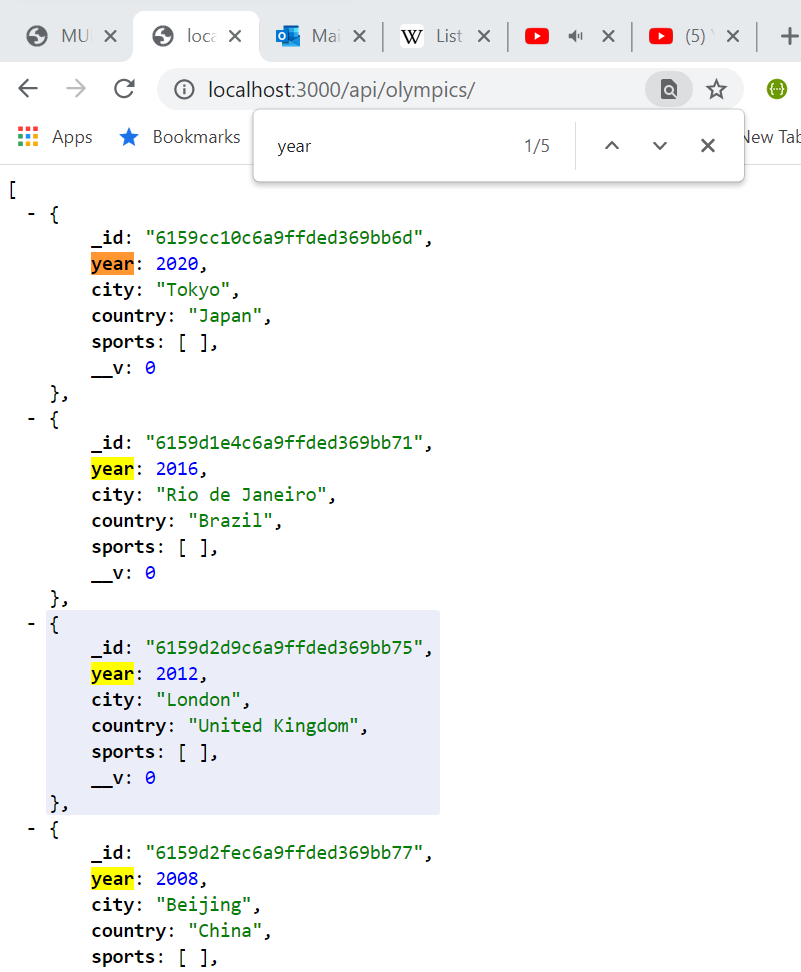 MU
loca
Mai
W List
(5)
localhost:3000/api/olympics/
Apps
Bookmarks
year 1/5
New Tab
[
- {
_id: "6159cc10c6a9ffded369bb6d",
year: 2020,
city: "Tokyo",
country: "Japan",
sports: [ ],
__v: 0
},
- {
_id: "6159d1e4c6a9ffded369bb71",
year: 2016,
city: "Rio de Janeiro",
country: "Brazil",
sports: [ ],
__v: 0
},
- {
_id: "6159d2d9c6a9ffded369bb75",
year: 2012,
city: "London",
country: "United Kingdom",
sports: [ ],
__v: 0
},
- {
_id: "6159d2fec6a9ffded369bb77",
year: 2008,
city: "Beijing",
country: "China",
sports: [ ],